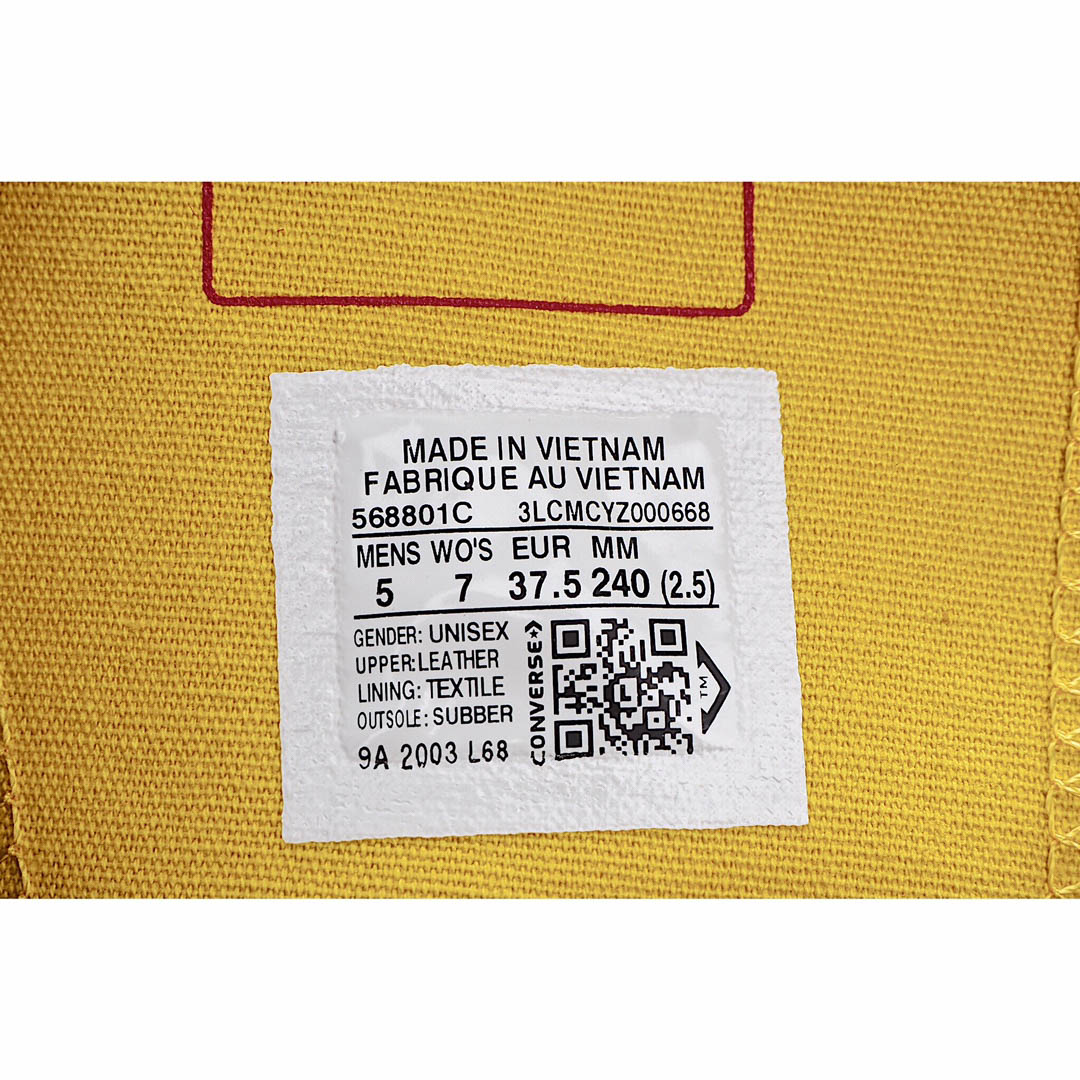 MADE IN VIETNAM
FABRIQUE AU VIETNAM
568801C 3LCMCYZ000668
MENS WO'S EUR MM
5 7 37.5 240 (2.5)
GENDER: UNISEX
UPPER: LEATHER
LINING: TEXTILE
OUTSOLE: SUBBER
9A 2003 L68
CONVERSE
TM